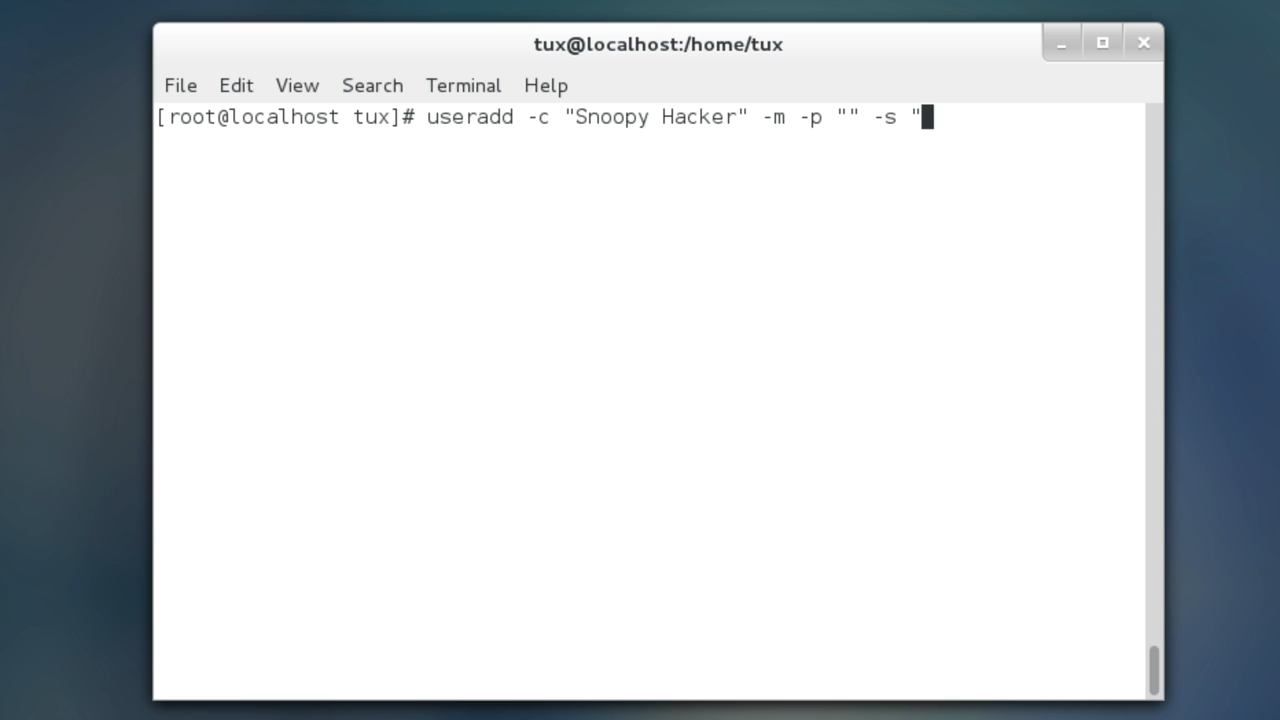 tux@localhost:/home/tux
File Edit View Search Terminal Help
[root@localhost tux]# useradd -c "Snoopy Hacker" -m -p "" -s "